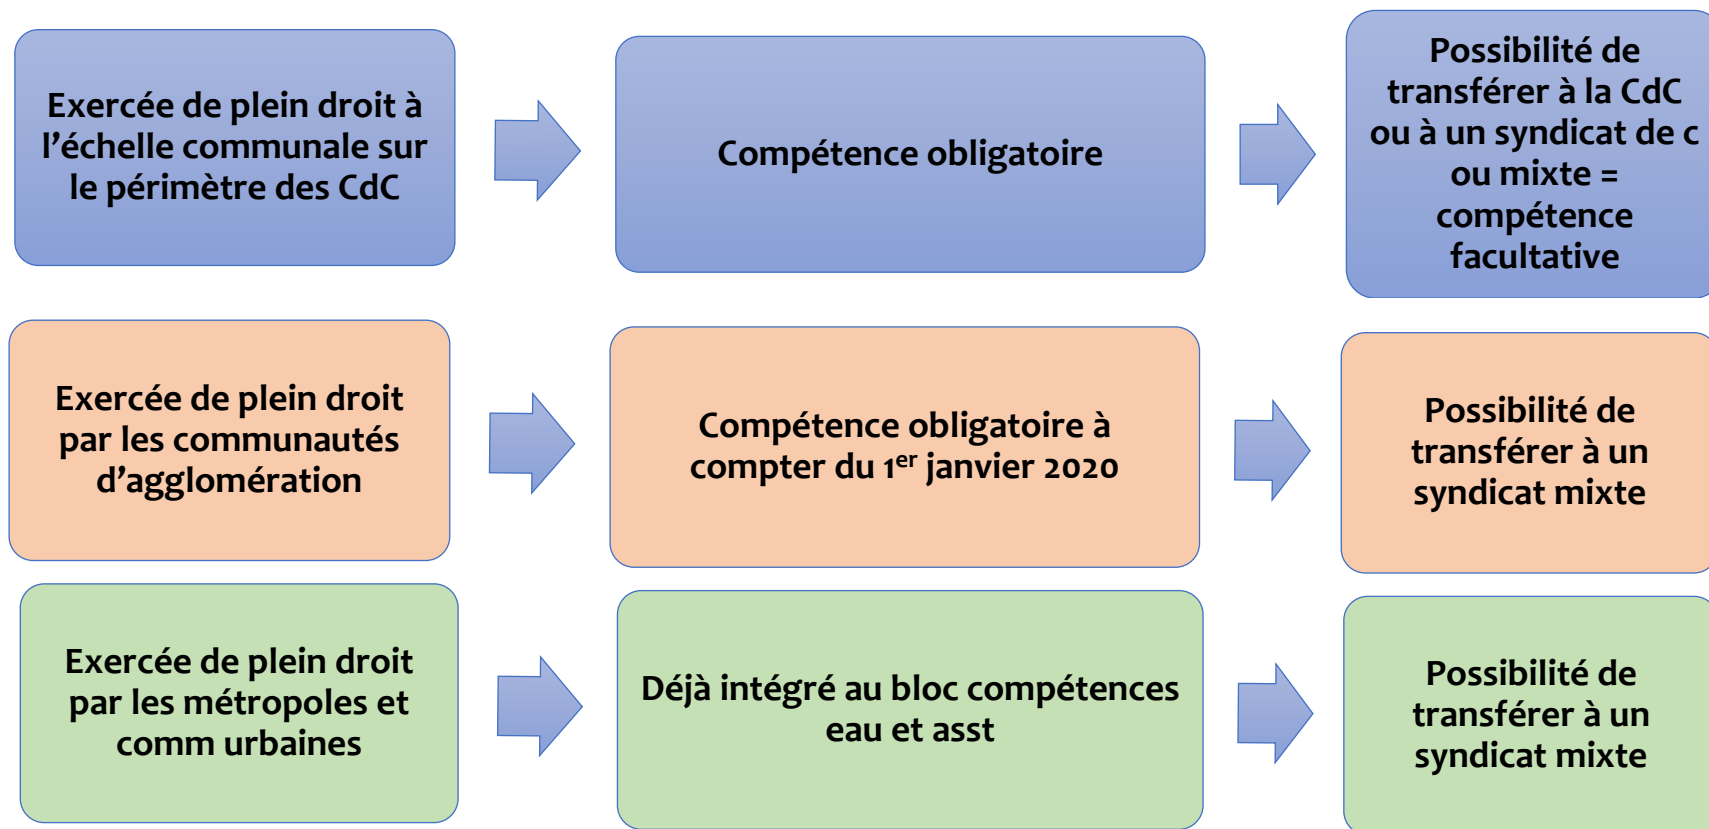 Exercée de plein droit à
l’échelle communale sur
le périmètre des CdC
Compétence obligatoire
Possibilité de
transférer à la CdC
ou à un syndicat de c
ou mixte =
compétence
facultative
Exercée de plein droit
par les communautés
d’agglomération
Compétence obligatoire à
compter du 1er janvier 2020
Possibilité de
transférer à un
syndicat mixte
Exercée de plein droit
par les métropoles et
comm urbaines
Déjà intégré au bloc compétences
eau et asst
Possibilité de
transférer à un
syndicat mixte